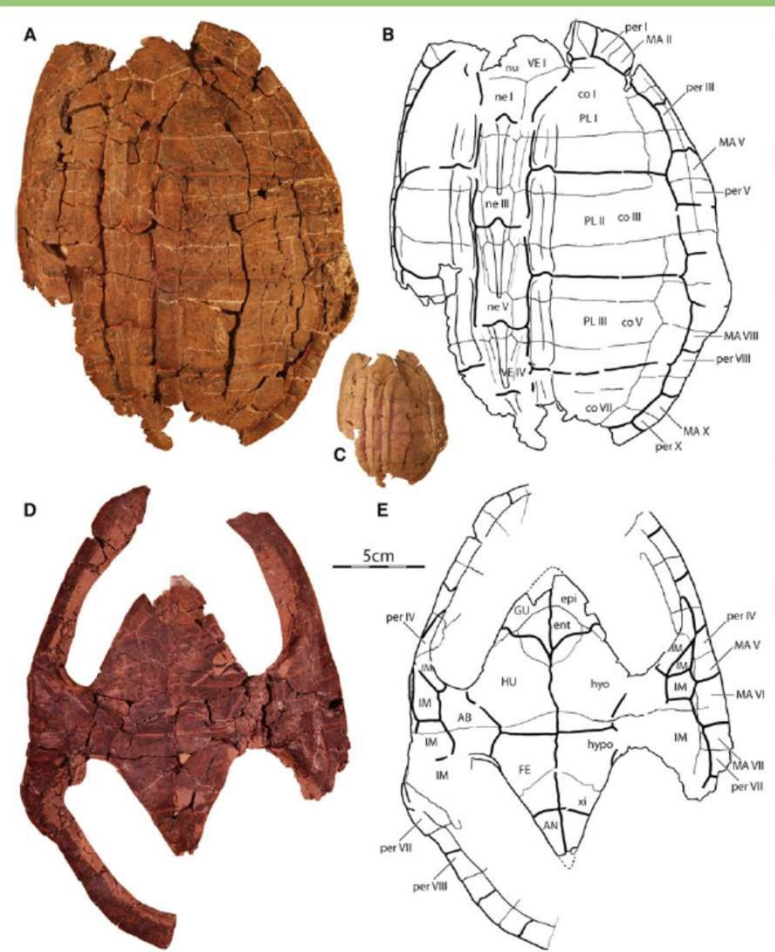 A
B
per I
MA II
nu
VE I
per III
ne I
co I
PL I
MA V
per V
ne III
PL II
co III
ne V
PL III
co V
MA VIII
per VIII
VE IV
co VII
MA X
per X
C
D
E
5cm
GU
epi
ent
per IV
per IV
IM
IM
MA V
IM
IM
HU
hyo
IM
MA VI
AB
IM
hypo
IM
MA VII
IM
FE
per VII
xi
AN
per VII
per VIII